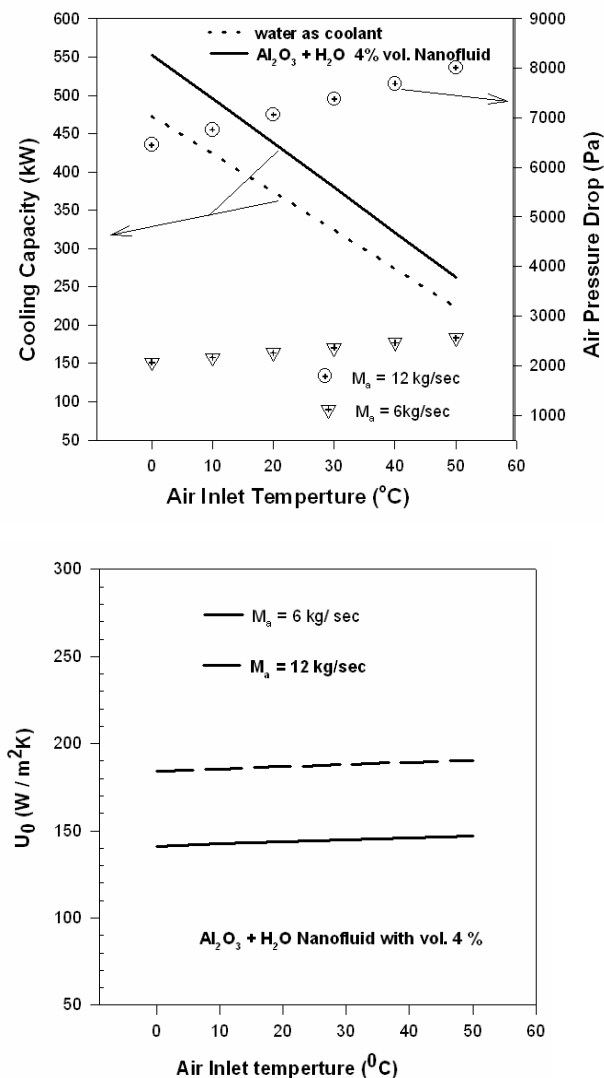 water as coolant
Al₂O₃ + H₂O 4% vol. Nanofluid
600
550
500
450
400
350
300
250
200
150
100
50
Cooling Capacity (kW)
9000
8000
7000
6000
5000
4000
3000
2000
1000
Air Pressure Drop (Pa)
Mₐ = 12 kg/sec
Mₐ = 6kg/sec
0 10 20 30 40 50 60
Air Inlet Temperture (°C)
300
250
200
150
100
50
U₀ (W / m²K)
Mₐ = 6 kg/ sec
Mₐ = 12 kg/sec
Al₂O₃ + H₂O Nanofluid with vol. 4 %
0 10 20 30 40 50 60
Air Inlet temperture (⁰C)